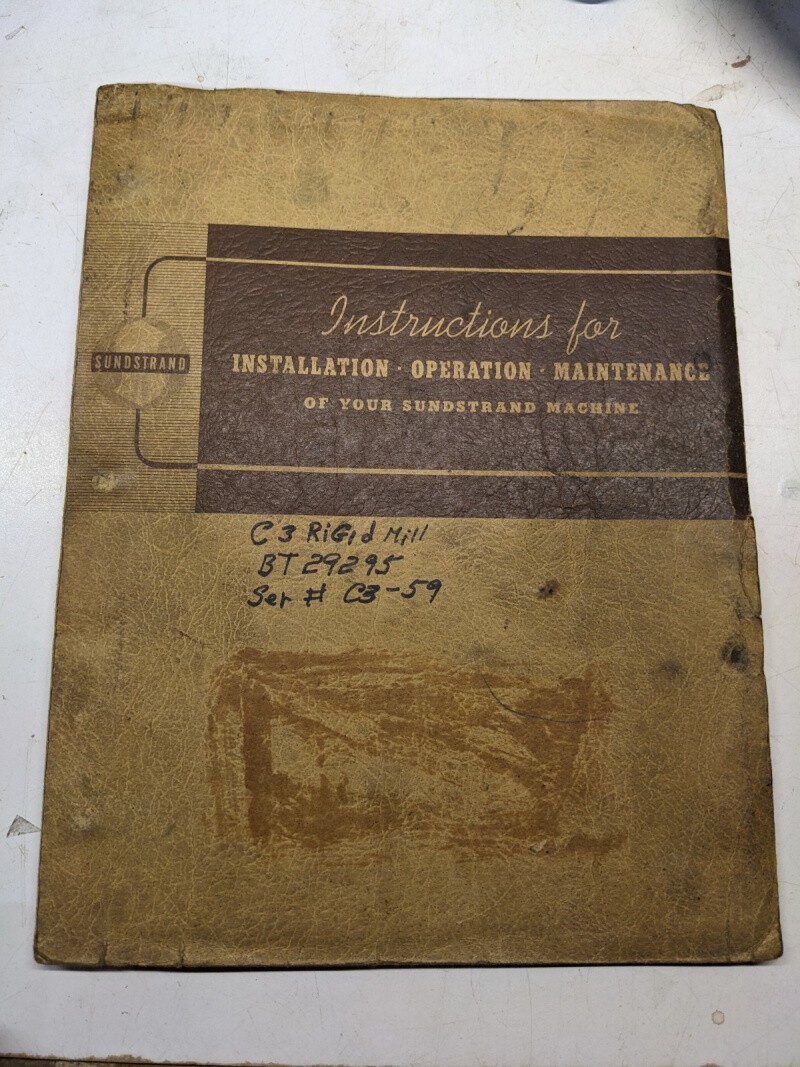 SUNDSTRAND
Instructions for
INSTALLATION · OPERATION · MAINTENANCE
OF YOUR SUNDSTRAND MACHINE
C3 RiGid Mill
BT 29295
Ser # C3-59